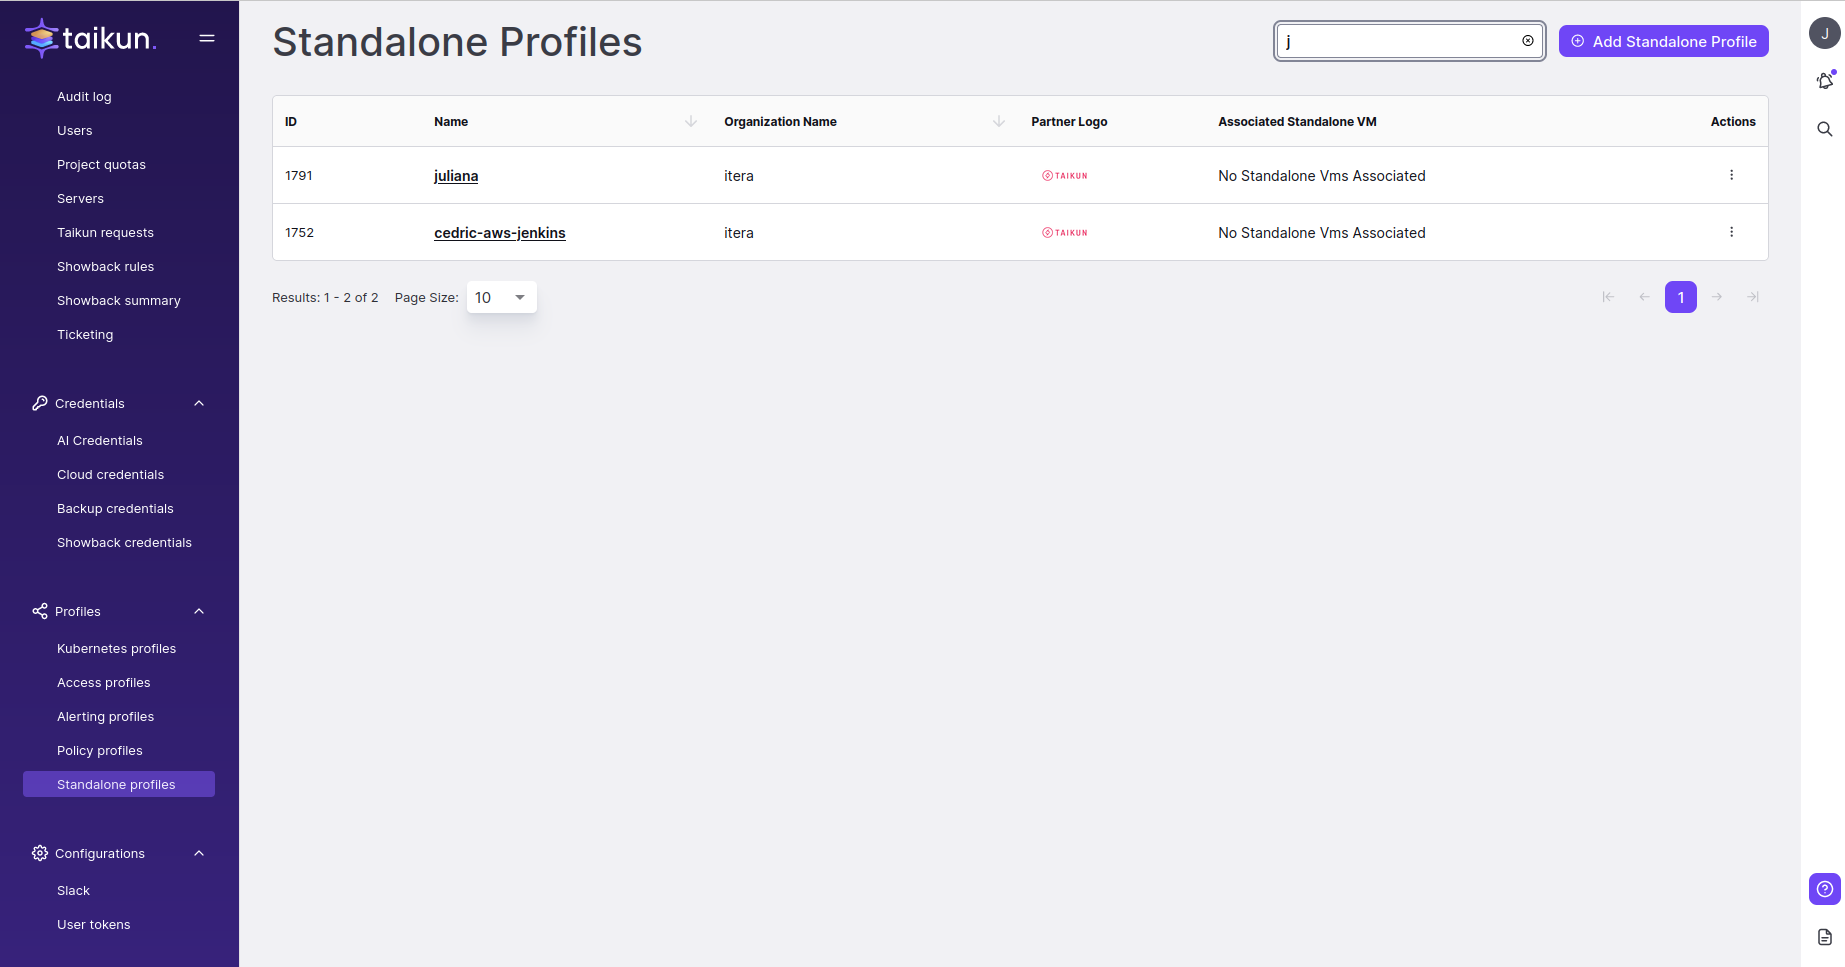 taikun.
Audit log
Users
Project quotas
Servers
Taikun requests
Showback rules
Showback summary
Ticketing
Credentials
AI Credentials
Cloud credentials
Backup credentials
Showback credentials
Profiles
Kubernetes profiles
Access profiles
Alerting profiles
Policy profiles
Standalone profiles
Configurations
Slack
User tokens
Standalone Profiles
j
Add Standalone Profile
ID Name Organization Name Partner Logo Associated Standalone VM Actions
1791 juliana itera TAIKUN No Standalone Vms Associated
1752 cedric-aws-jenkins itera TAIKUN No Standalone Vms Associated
Results: 1 - 2 of 2 Page Size: 10
1
J